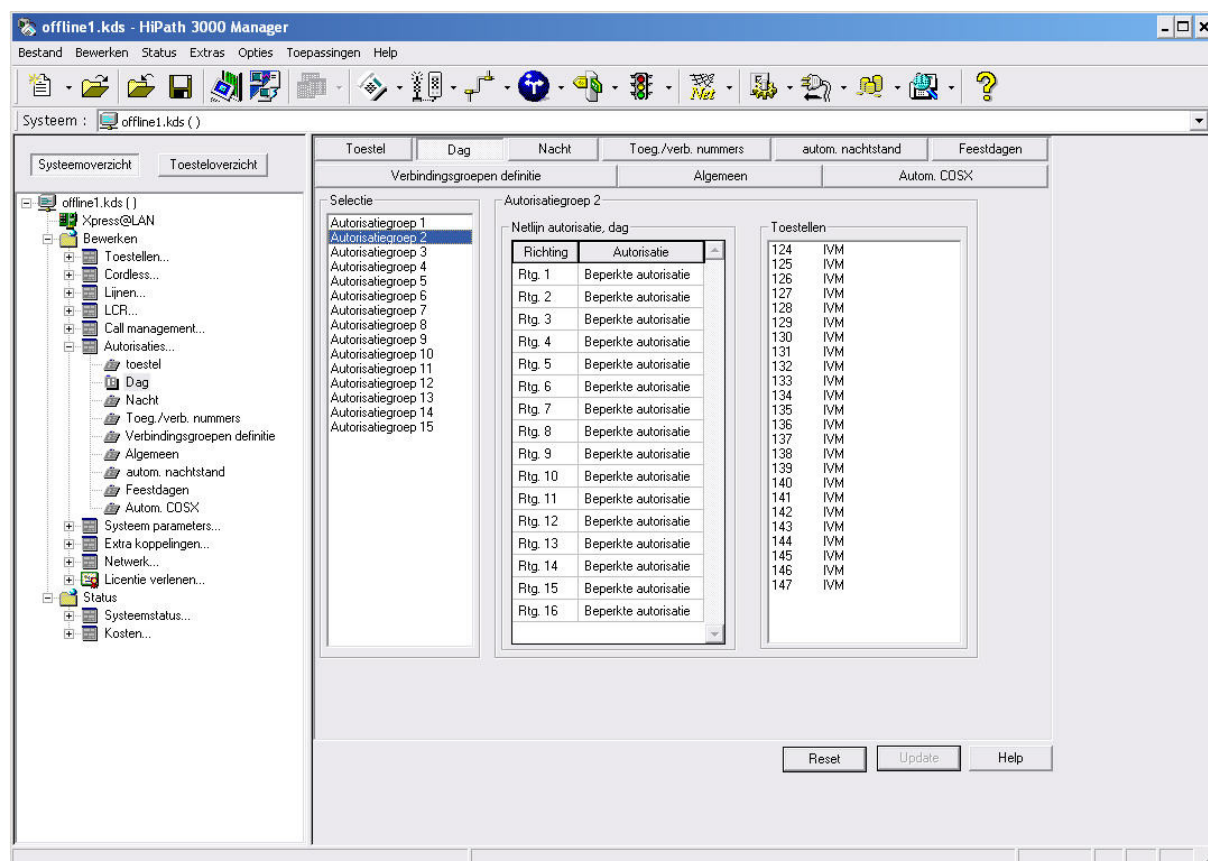 offline1.kds - HiPath 3000 Manager
Bestand Bewerken Status Extras Opties Toepassingen Help
Net
Systeem : offline1.kds ( )
Systeemoverzicht Toesteloverzicht
offline1.kds ( )
Xpress@LAN
Bewerken
Toestellen...
Cordless...
Lijnen...
LCR...
Call management...
Autorisaties...
toestel
Dag
Nacht
Toeg./verb. nummers
Verbindingsgroepen definitie
Algemeen
autom. nachtstand
Feestdagen
Autom. COSX
Systeem parameters...
Extra koppelingen...
Netwerk...
Licentie verlenen...
Status
Systeemstatus...
Kosten...
Toestel Dag Nacht Toeg./verb. nummers autom. nachtstand Feestdagen
Verbindingsgroepen definitie Algemeen Autom. COSX
Selectie
Autorisatiegroep 1
Autorisatiegroep 2
Autorisatiegroep 3
Autorisatiegroep 4
Autorisatiegroep 5
Autorisatiegroep 6
Autorisatiegroep 7
Autorisatiegroep 8
Autorisatiegroep 9
Autorisatiegroep 10
Autorisatiegroep 11
Autorisatiegroep 12
Autorisatiegroep 13
Autorisatiegroep 14
Autorisatiegroep 15
Autorisatiegroep 2
Netlijn autorisatie, dag
Richting Autorisatie
Rtg. 1 Beperkte autorisatie
Rtg. 2 Beperkte autorisatie
Rtg. 3 Beperkte autorisatie
Rtg. 4 Beperkte autorisatie
Rtg. 5 Beperkte autorisatie
Rtg. 6 Beperkte autorisatie
Rtg. 7 Beperkte autorisatie
Rtg. 8 Beperkte autorisatie
Rtg. 9 Beperkte autorisatie
Rtg. 10 Beperkte autorisatie
Rtg. 11 Beperkte autorisatie
Rtg. 12 Beperkte autorisatie
Rtg. 13 Beperkte autorisatie
Rtg. 14 Beperkte autorisatie
Rtg. 15 Beperkte autorisatie
Rtg. 16 Beperkte autorisatie
Toestellen
124 IVM
125 IVM
126 IVM
127 IVM
128 IVM
129 IVM
130 IVM
131 IVM
132 IVM
133 IVM
134 IVM
135 IVM
136 IVM
137 IVM
138 IVM
139 IVM
140 IVM
141 IVM
142 IVM
143 IVM
144 IVM
145 IVM
146 IVM
147 IVM
Reset Update Help